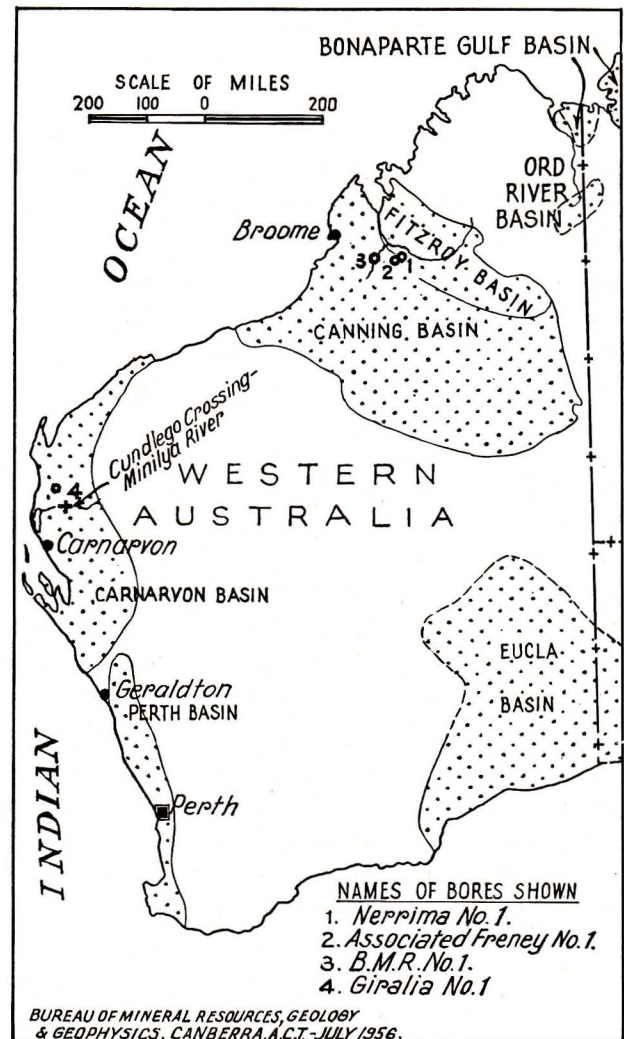 BONAPARTE GULF BASIN
SCALE OF MILES
200 100 0 200
OCEAN
ORD
RIVER
BASIN
Broome
FITZROY BASIN
3 2 1
CANNING BASIN
Cundlego Crossing-
Minilya River
4
WESTERN
AUSTRALIA
Carnarvon
CARNARVON BASIN
EUCLA
BASIN
Geraldton
PERTH BASIN
Perth
INDIAN
NAMES OF BORES SHOWN
1. Nerrima No.1.
2. Associated Freney No.1.
3. B.M.R. No.1.
4. Giralia No.1
BUREAU OF MINERAL RESOURCES, GEOLOGY
& GEOPHYSICS, CANBERRA. A.C.T.-JULY 1956.